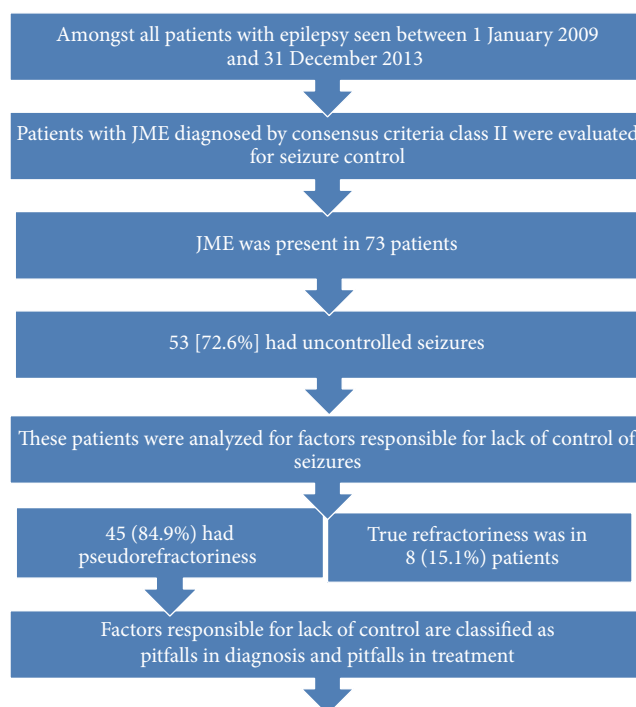 Amongst all patients with epilepsy seen between 1 January 2009
and 31 December 2013
Patients with JME diagnosed by consensus criteria class II were evaluated
for seizure control
JME was present in 73 patients
53 [72.6%] had uncontrolled seizures
These patients were analyzed for factors responsible for lack of control of
seizures
45 (84.9%) had
pseudorefractoriness
True refractoriness was in
8 (15.1%) patients
Factors responsible for lack of control are classified as
pitfalls in diagnosis and pitfalls in treatment